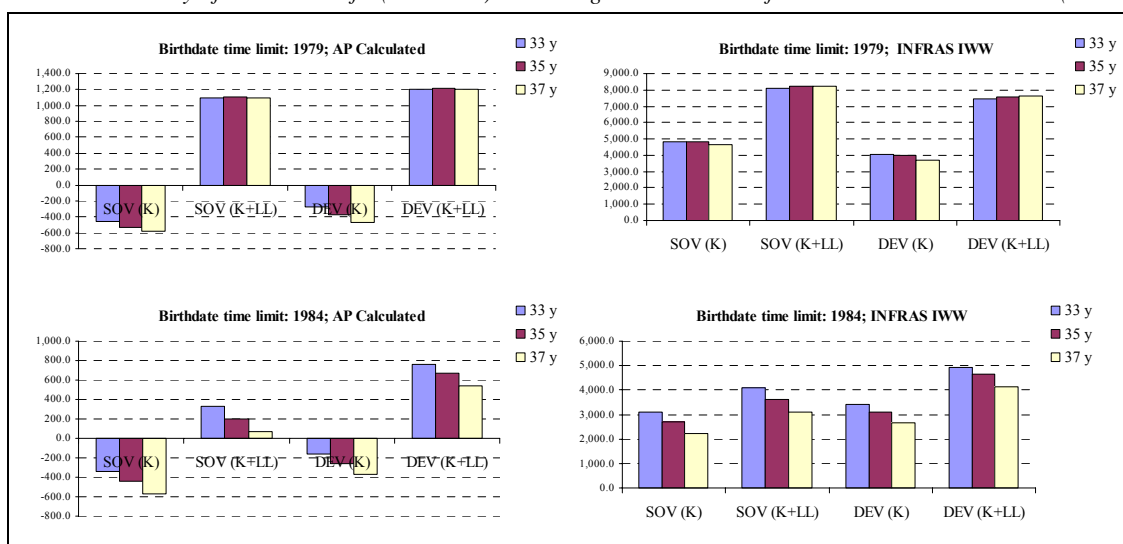 Birthdate time limit: 1979; AP Calculated
33 y
35 y
37 y
1,400.0
1,200.0
1,000.0
800.0
600.0
400.0
200.0
0.0
-200.0
-400.0
-600.0
-800.0
SOV (K)
SOV (K+LL)
DEV (K)
DEV (K+LL)
Birthdate time limit: 1979; INFRAS IWW
33 y
35 y
37 y
9,000.0
8,000.0
7,000.0
6,000.0
5,000.0
4,000.0
3,000.0
2,000.0
1,000.0
0.0
SOV (K)
SOV (K+LL)
DEV (K)
DEV (K+LL)
Birthdate time limit: 1984; AP Calculated
33 y
35 y
37 y
1,000.0
800.0
600.0
400.0
200.0
0.0
-200.0
-400.0
-600.0
-800.0
SOV (K)
SOV (K+LL)
DEV (K)
DEV (K+LL)
Birthdate time limit: 1984; INFRAS IWW
33 y
35 y
37 y
6,000.0
5,000.0
4,000.0
3,000.0
2,000.0
1,000.0
0.0
SOV (K)
SOV (K+LL)
DEV (K)
DEV (K+LL)